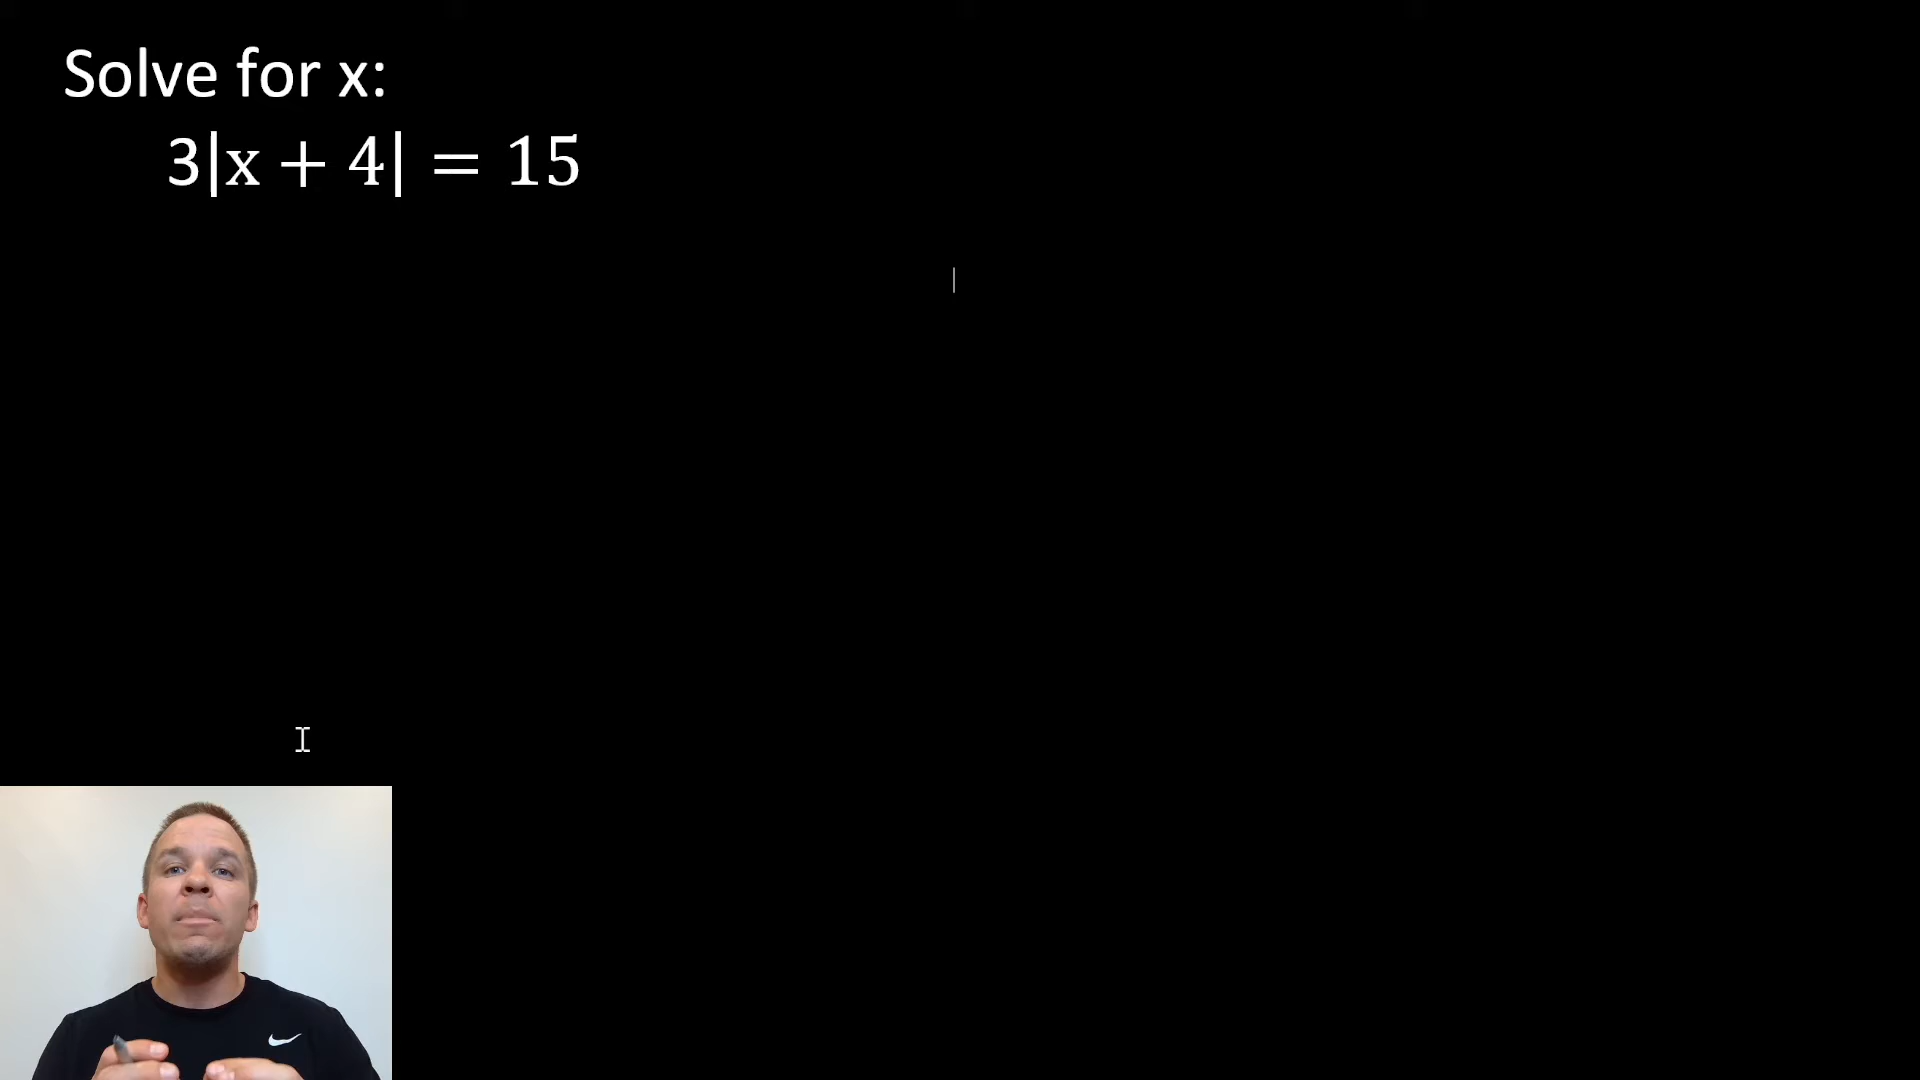 Solve for x:
3|x + 4| = 15